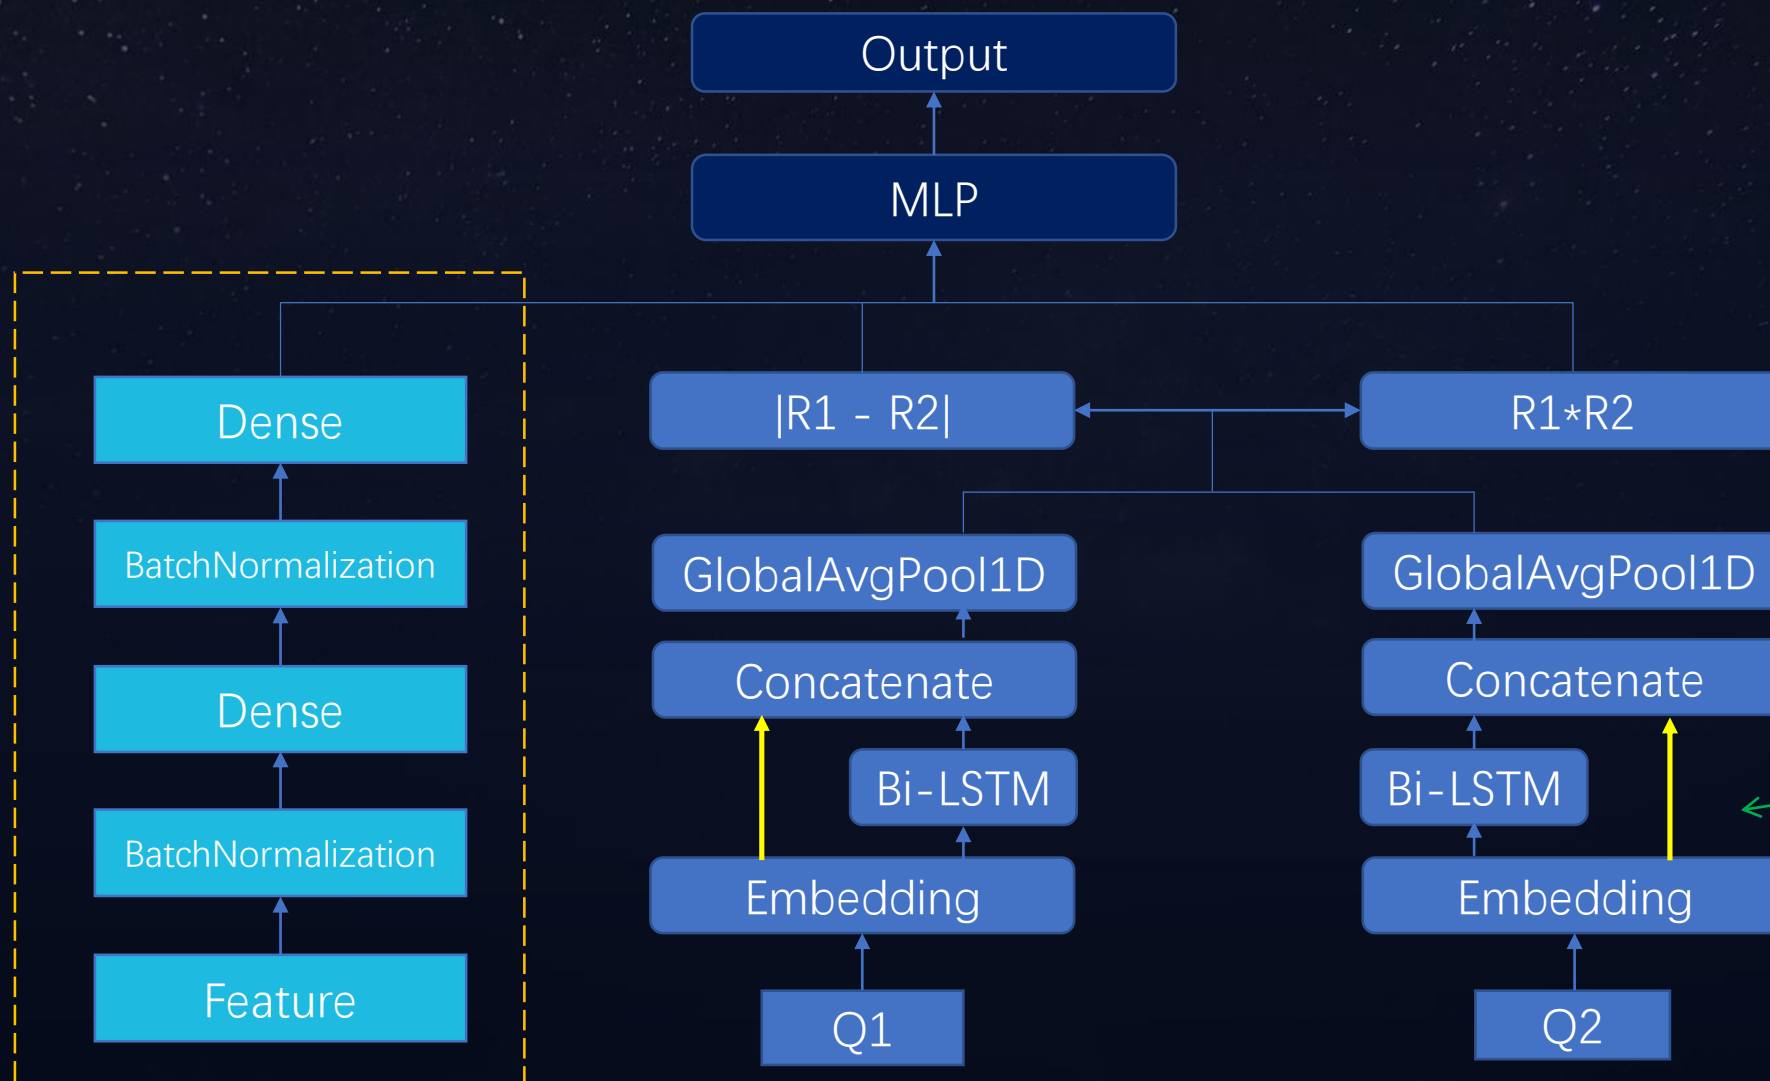 Output
MLP
Dense
|R1 - R2|
R1*R2
BatchNormalization
GlobalAvgPool1D
GlobalAvgPool1D
Dense
Concatenate
Concatenate
Bi-LSTM
Bi-LSTM
BatchNormalization
Embedding
Embedding
Feature
Q1
Q2